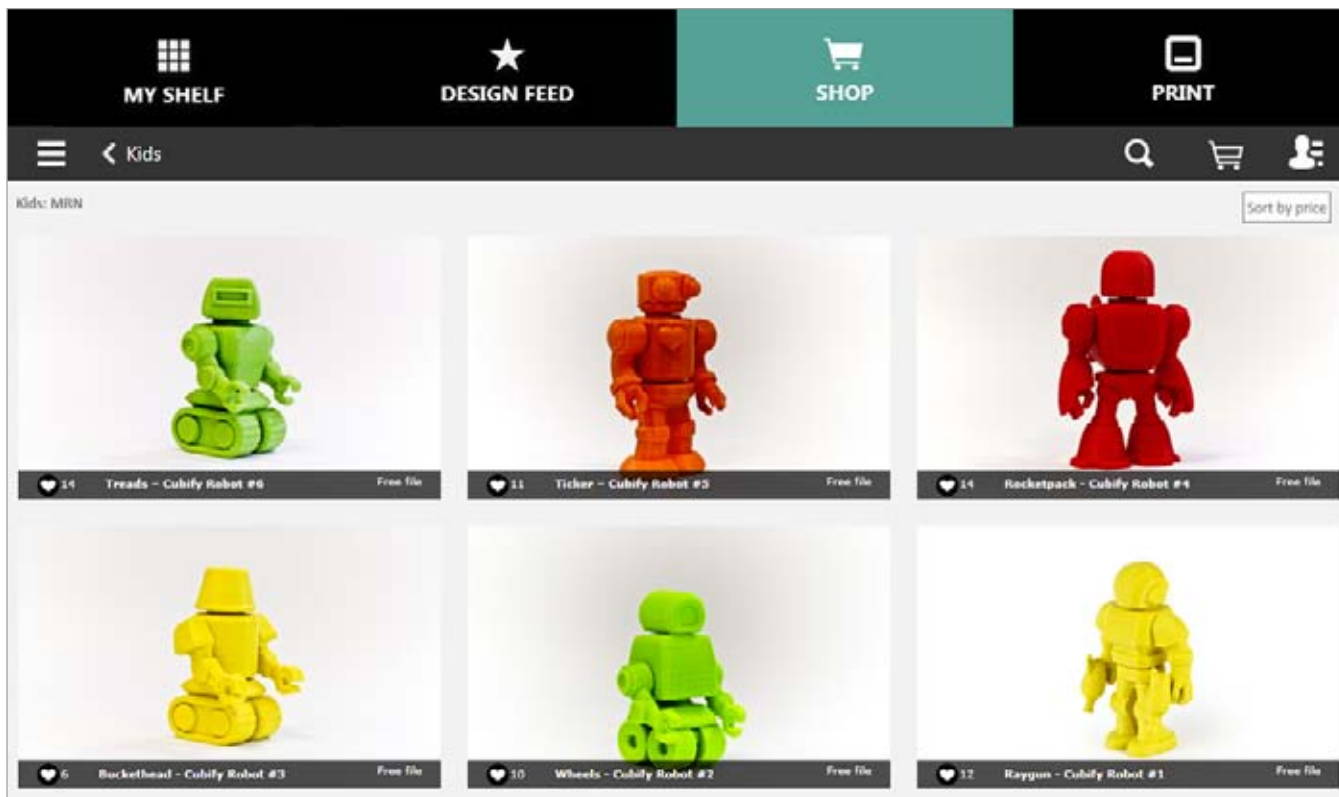 MY SHELF
DESIGN FEED
SHOP
PRINT
Kids
Kids: MRN
Sort by price
14 Treads – Cubify Robot #6 Free file
11 Ticker – Cubify Robot #5 Free file
14 Rocketpack - Cubify Robot #4 Free file
6 Buckethead - Cubify Robot #3 Free file
10 Wheels - Cubify Robot #2 Free file
12 Raygun - Cubify Robot #1 Free file